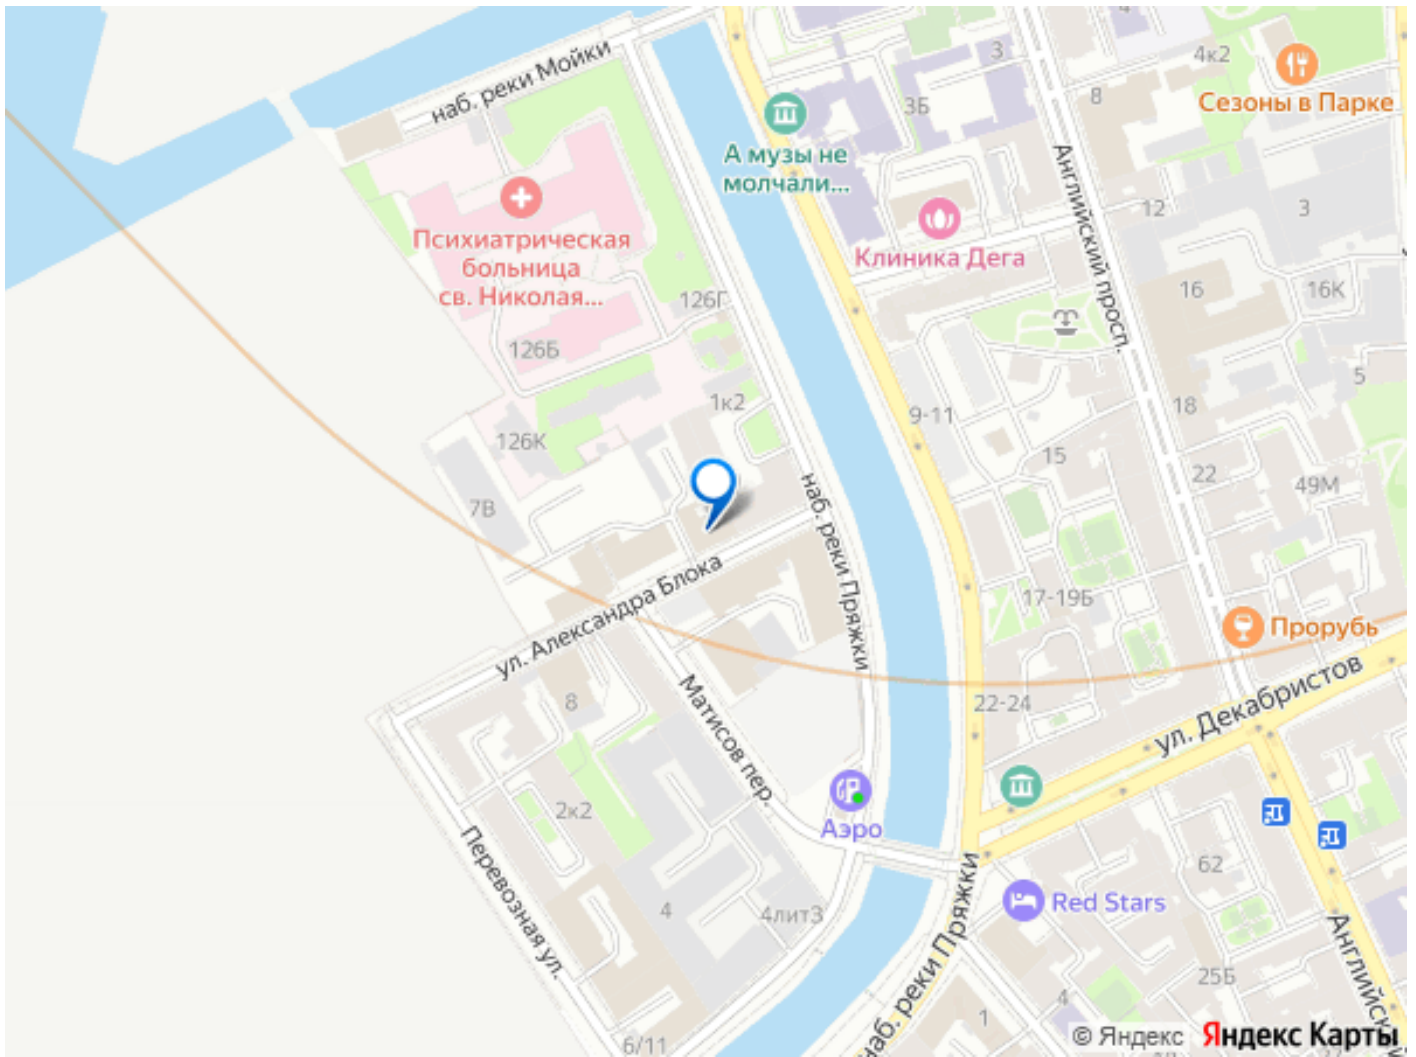 наб. реки Мойки
4
3
4к2
Сезоны в Парке
8
3Б
А музы не
молчали...
Английский просп.
12
3
Клиника Дега
Психиатрическая
больница
св. Николая...
126Г
16
16К
126Б
5
1к2
9-11
18
126К
15
22
49М
7В
наб. реки Пряжки
ул. Александра Блока
17-19Б
Прорубь
8
Матисов пер.
22-24
ул. Декабристов
2к2
Аэро
Перевозная ул.
62
4
4лит3
Red Stars
наб. реки Пряжки
Английски
25Б
4
1
6/11
© Яндекс
Яндекс Карты